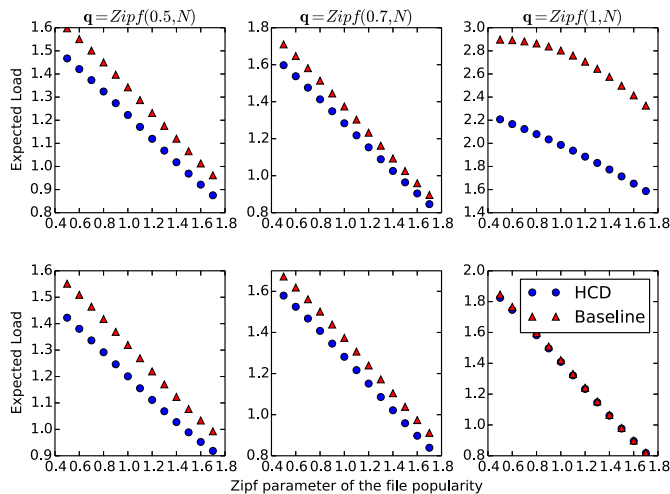 q = Zipf(0.5, N) q = Zipf(0.7, N) q = Zipf(1, N)
1.6 1.8 3.0
1.5 1.6 2.8
1.4 1.4 2.6
1.3 1.2 2.4
1.2 1.0 2.2
1.1 0.8 2.0
1.0 0.6 1.8
0.9 1.6
0.8 1.4
Expected Load
0.4 0.6 0.8 1.0 1.2 1.4 1.6 1.8 0.4 0.6 0.8 1.0 1.2 1.4 1.6 1.8 0.4 0.6 0.8 1.0 1.2 1.4 1.6 1.8
1.6 1.6 2.0
1.5 1.4 1.8
1.4 1.2 1.6
1.3 1.0 1.4
1.2 0.8 1.2
1.1 1.0
1.0 0.8
0.9
Expected Load
HCD
Baseline
0.4 0.6 0.8 1.0 1.2 1.4 1.6 1.8 0.4 0.6 0.8 1.0 1.2 1.4 1.6 1.8 0.4 0.6 0.8 1.0 1.2 1.4 1.6 1.8
Zipf parameter of the file popularity